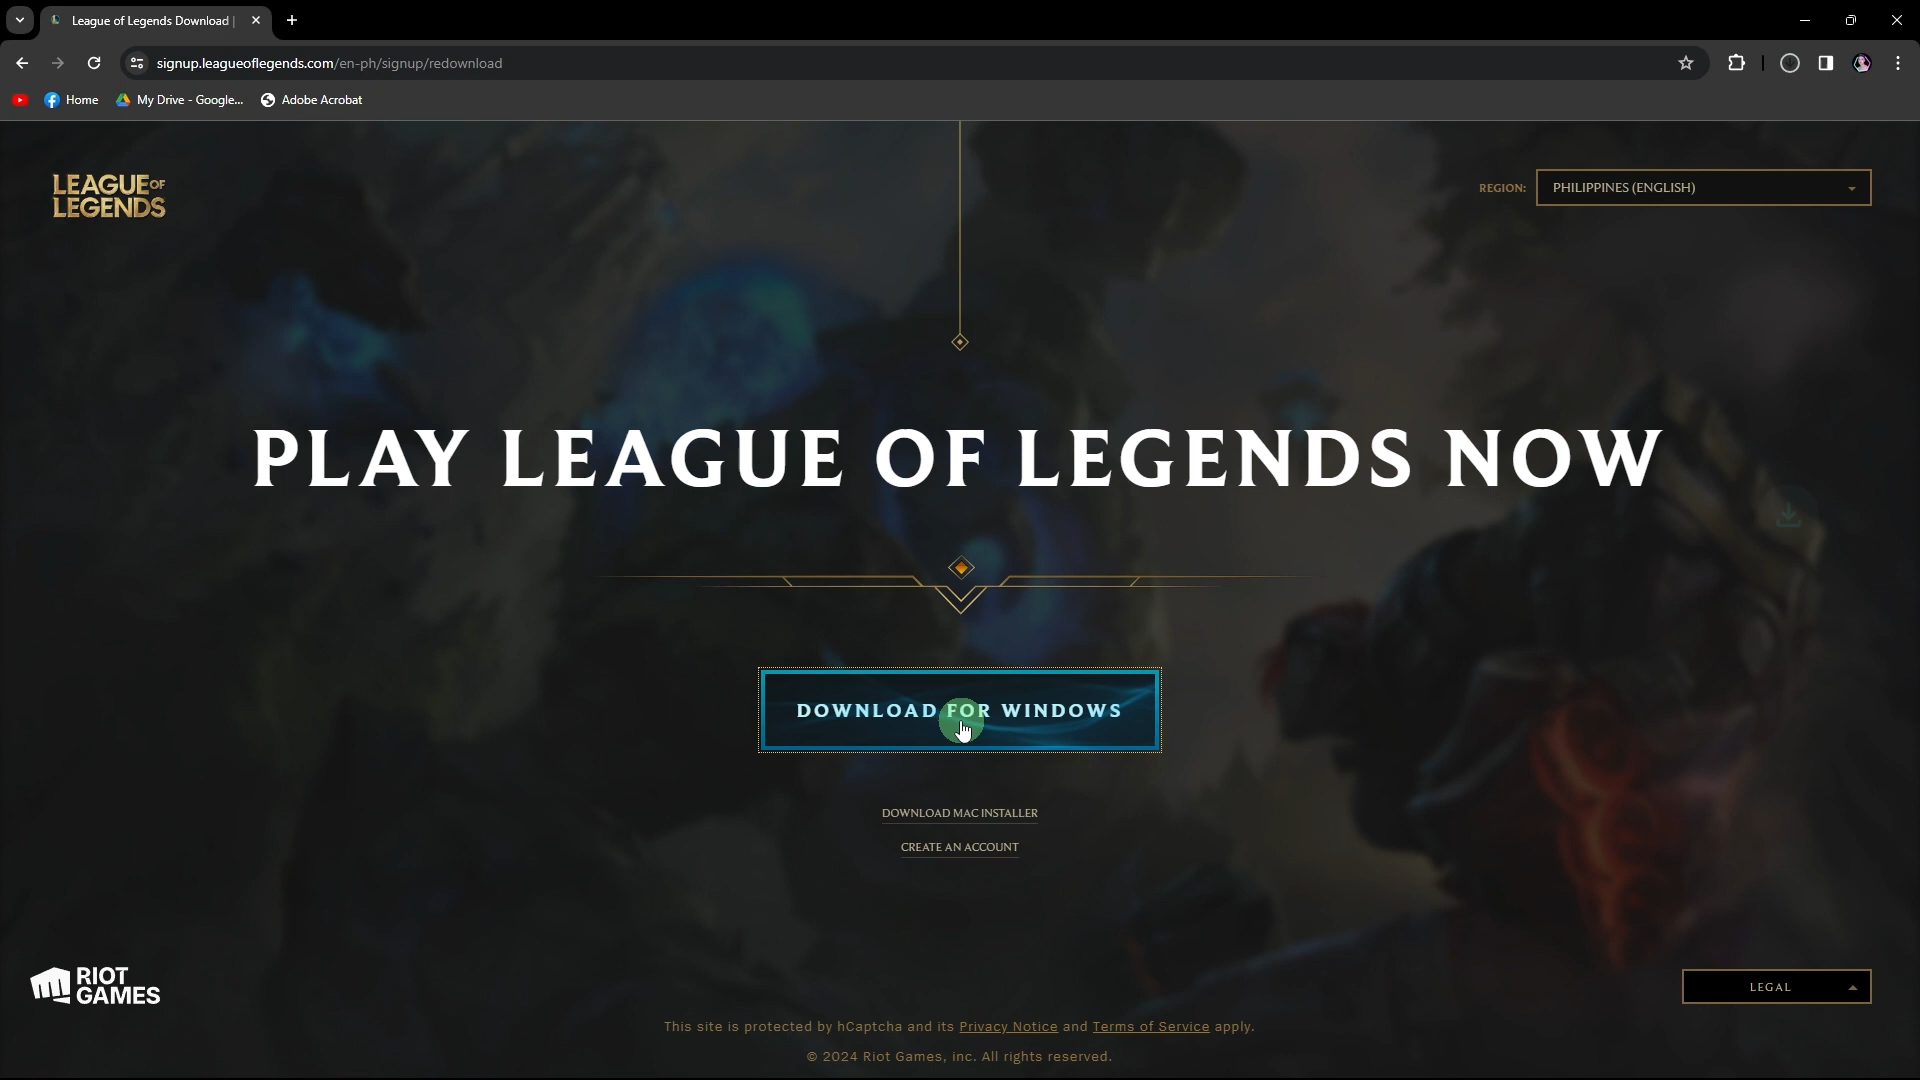 League of Legends Download |
signup.leagueoflegends.com/en-ph/signup/redownload
Home
My Drive - Google...
Adobe Acrobat
LEAGUE OF
LEGENDS
REGION:
PHILIPPINES (ENGLISH)
PLAY LEAGUE OF LEGENDS NOW
DOWNLOAD FOR WINDOWS
DOWNLOAD MAC INSTALLER
CREATE AN ACCOUNT
RIOT
GAMES
LEGAL
This site is protected by hCaptcha and its Privacy Notice and Terms of Service apply.
© 2024 Riot Games, inc. All rights reserved.